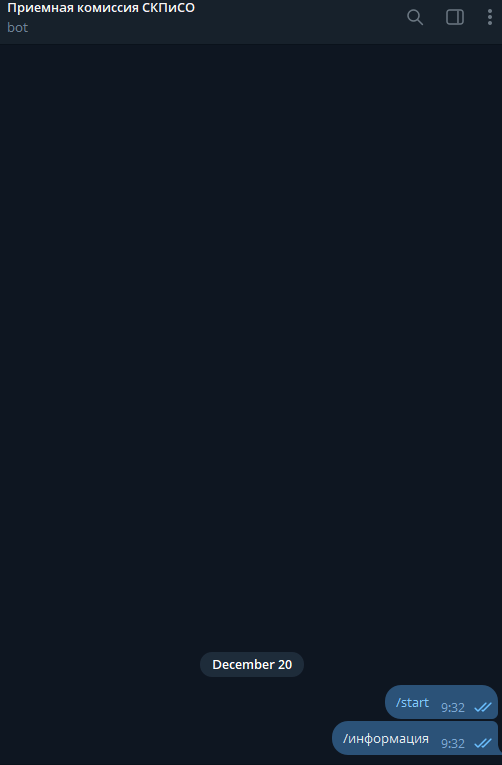 Приемная комиссия СКПиСО
bot
December 20
/start 9:32
/информация 9:32